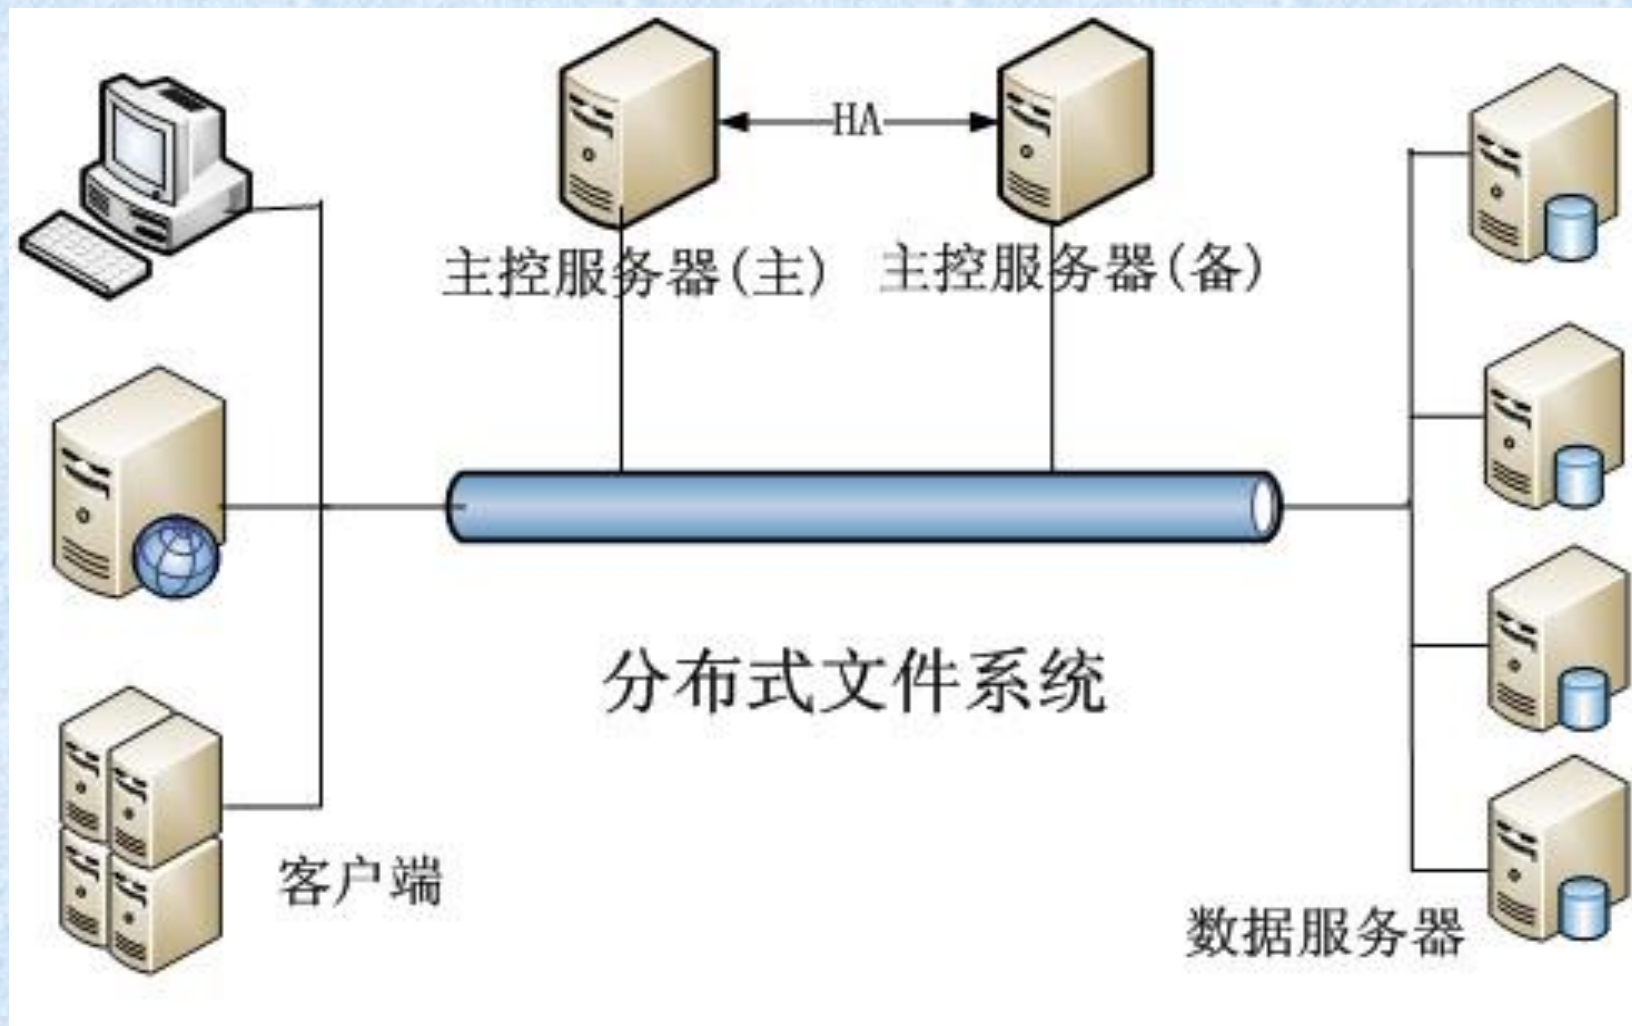 HA
主控服务器(主)
主控服务器(备)
分布式文件系统
客户端
数据服务器